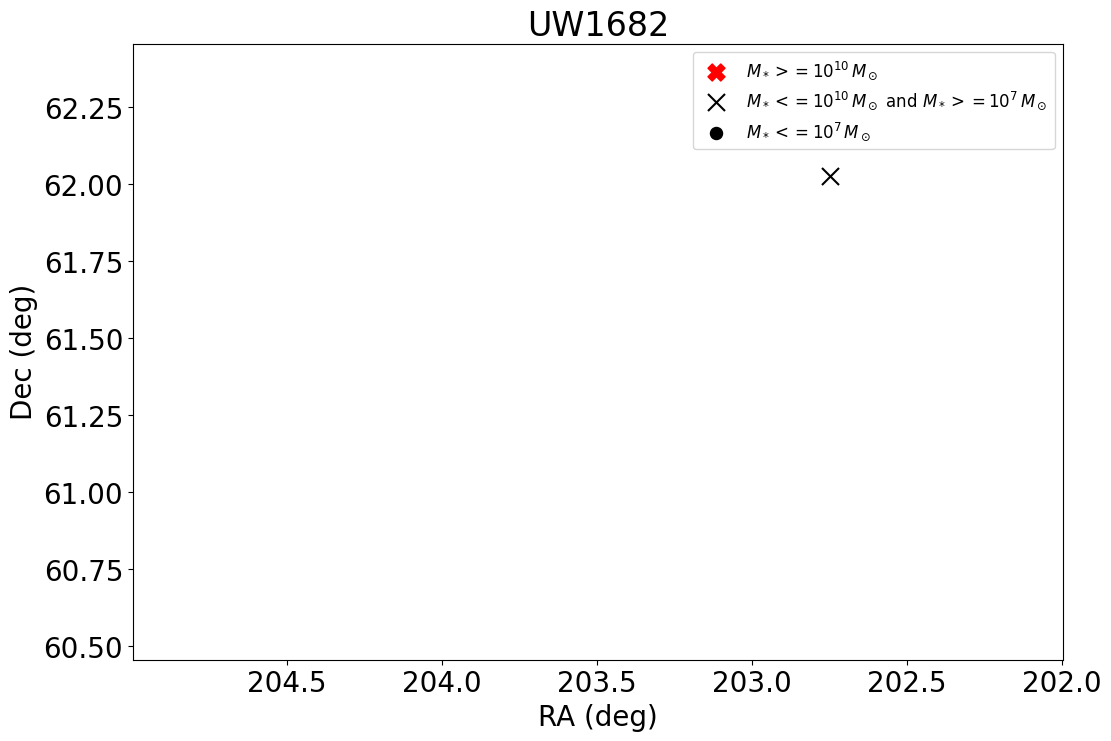 UW1682
M* >= 10^10 M⊙
M* <= 10^10 M⊙ and M* >= 10^7 M⊙
M* <= 10^7 M⊙
62.25
62.00
61.75
61.50
61.25
61.00
60.75
60.50
Dec (deg)
204.5 204.0 203.5 203.0 202.5 202.0
RA (deg)